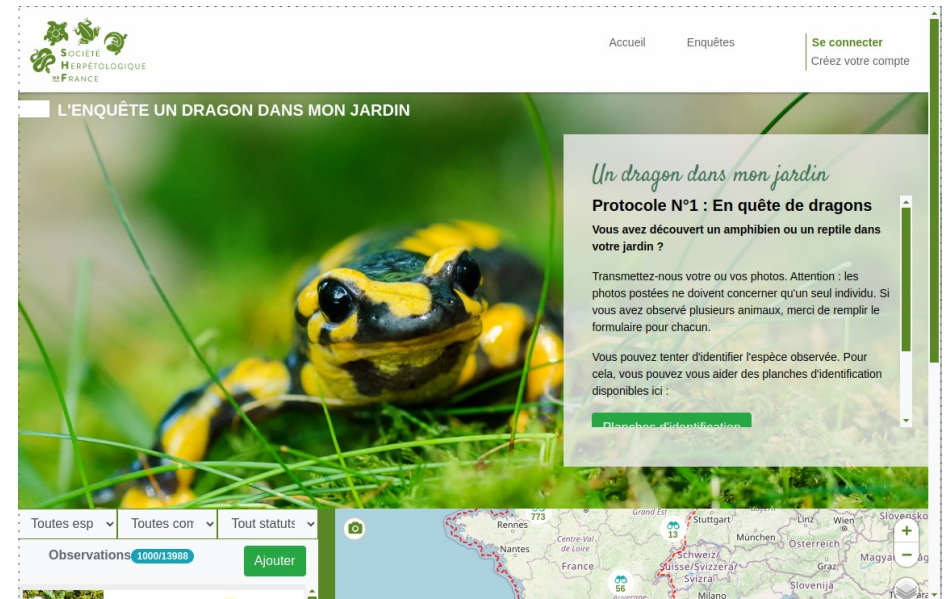 SOCIÉTÉ
HERPÉTOLOGIQUE
DE FRANCE
Accueil
Enquêtes
Se connecter
Créez votre compte
L'ENQUÊTE UN DRAGON DANS MON JARDIN
Un dragon dans mon jardin
Protocole N°1 : En quête de dragons
Vous avez découvert un amphibien ou un reptile dans
votre jardin ?
Transmettez-nous votre ou vos photos. Attention : les
photos postées ne doivent concerner qu'un seul individu. Si
vous avez observé plusieurs animaux, merci de remplir le
formulaire pour chacun.
Vous pouvez tenter d'identifier l'espèce observée. Pour
cela, vous pouvez vous aider des planches d'identification
disponibles ici :
Planches d'identification
Toutes esp
Toutes com
Tout statuts
Observations 1000/13988
Ajouter
773
Rennes
Grand Est
Stuttgart
Linz
Wien
Slovensko
13
München
Österreich
Nantes
Centre-Val
de Loire
France
Schweiz/
Suisse/Svizzera/
Svizra
Graz
Slovenija
56
Auvergne
Milano
+
−